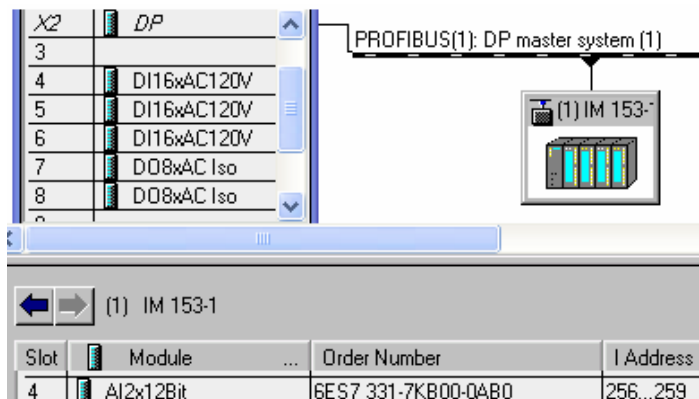 X2 DP
3
4 DI16xAC120V
5 DI16xAC120V
6 DI16xAC120V
7 DO8xAC Iso
8 DO8xAC Iso
PROFIBUS(1): DP master system (1)
(1) IM 153-
(1) IM 153-1
Slot Module ... Order Number I Address
4 AI2x12Bit 6ES7 331-7KB00-0AB0 256...259